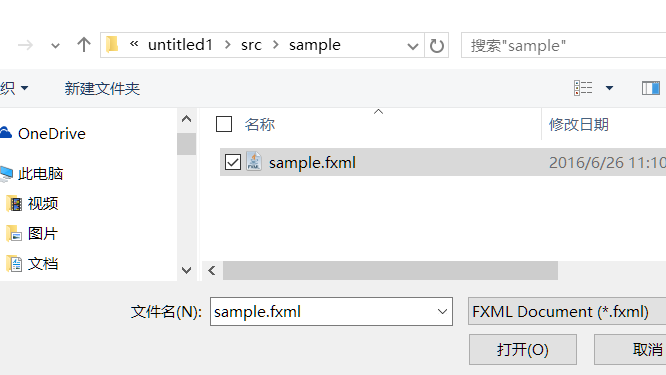 « untitled1 > src > sample
搜索"sample"
织
新建文件夹
名称
修改日期
OneDrive
sample.fxml
2016/6/26 11:10
此电脑
视频
图片
文档
文件名(N):
sample.fxml
FXML Document (*.fxml)
打开(O)
取消